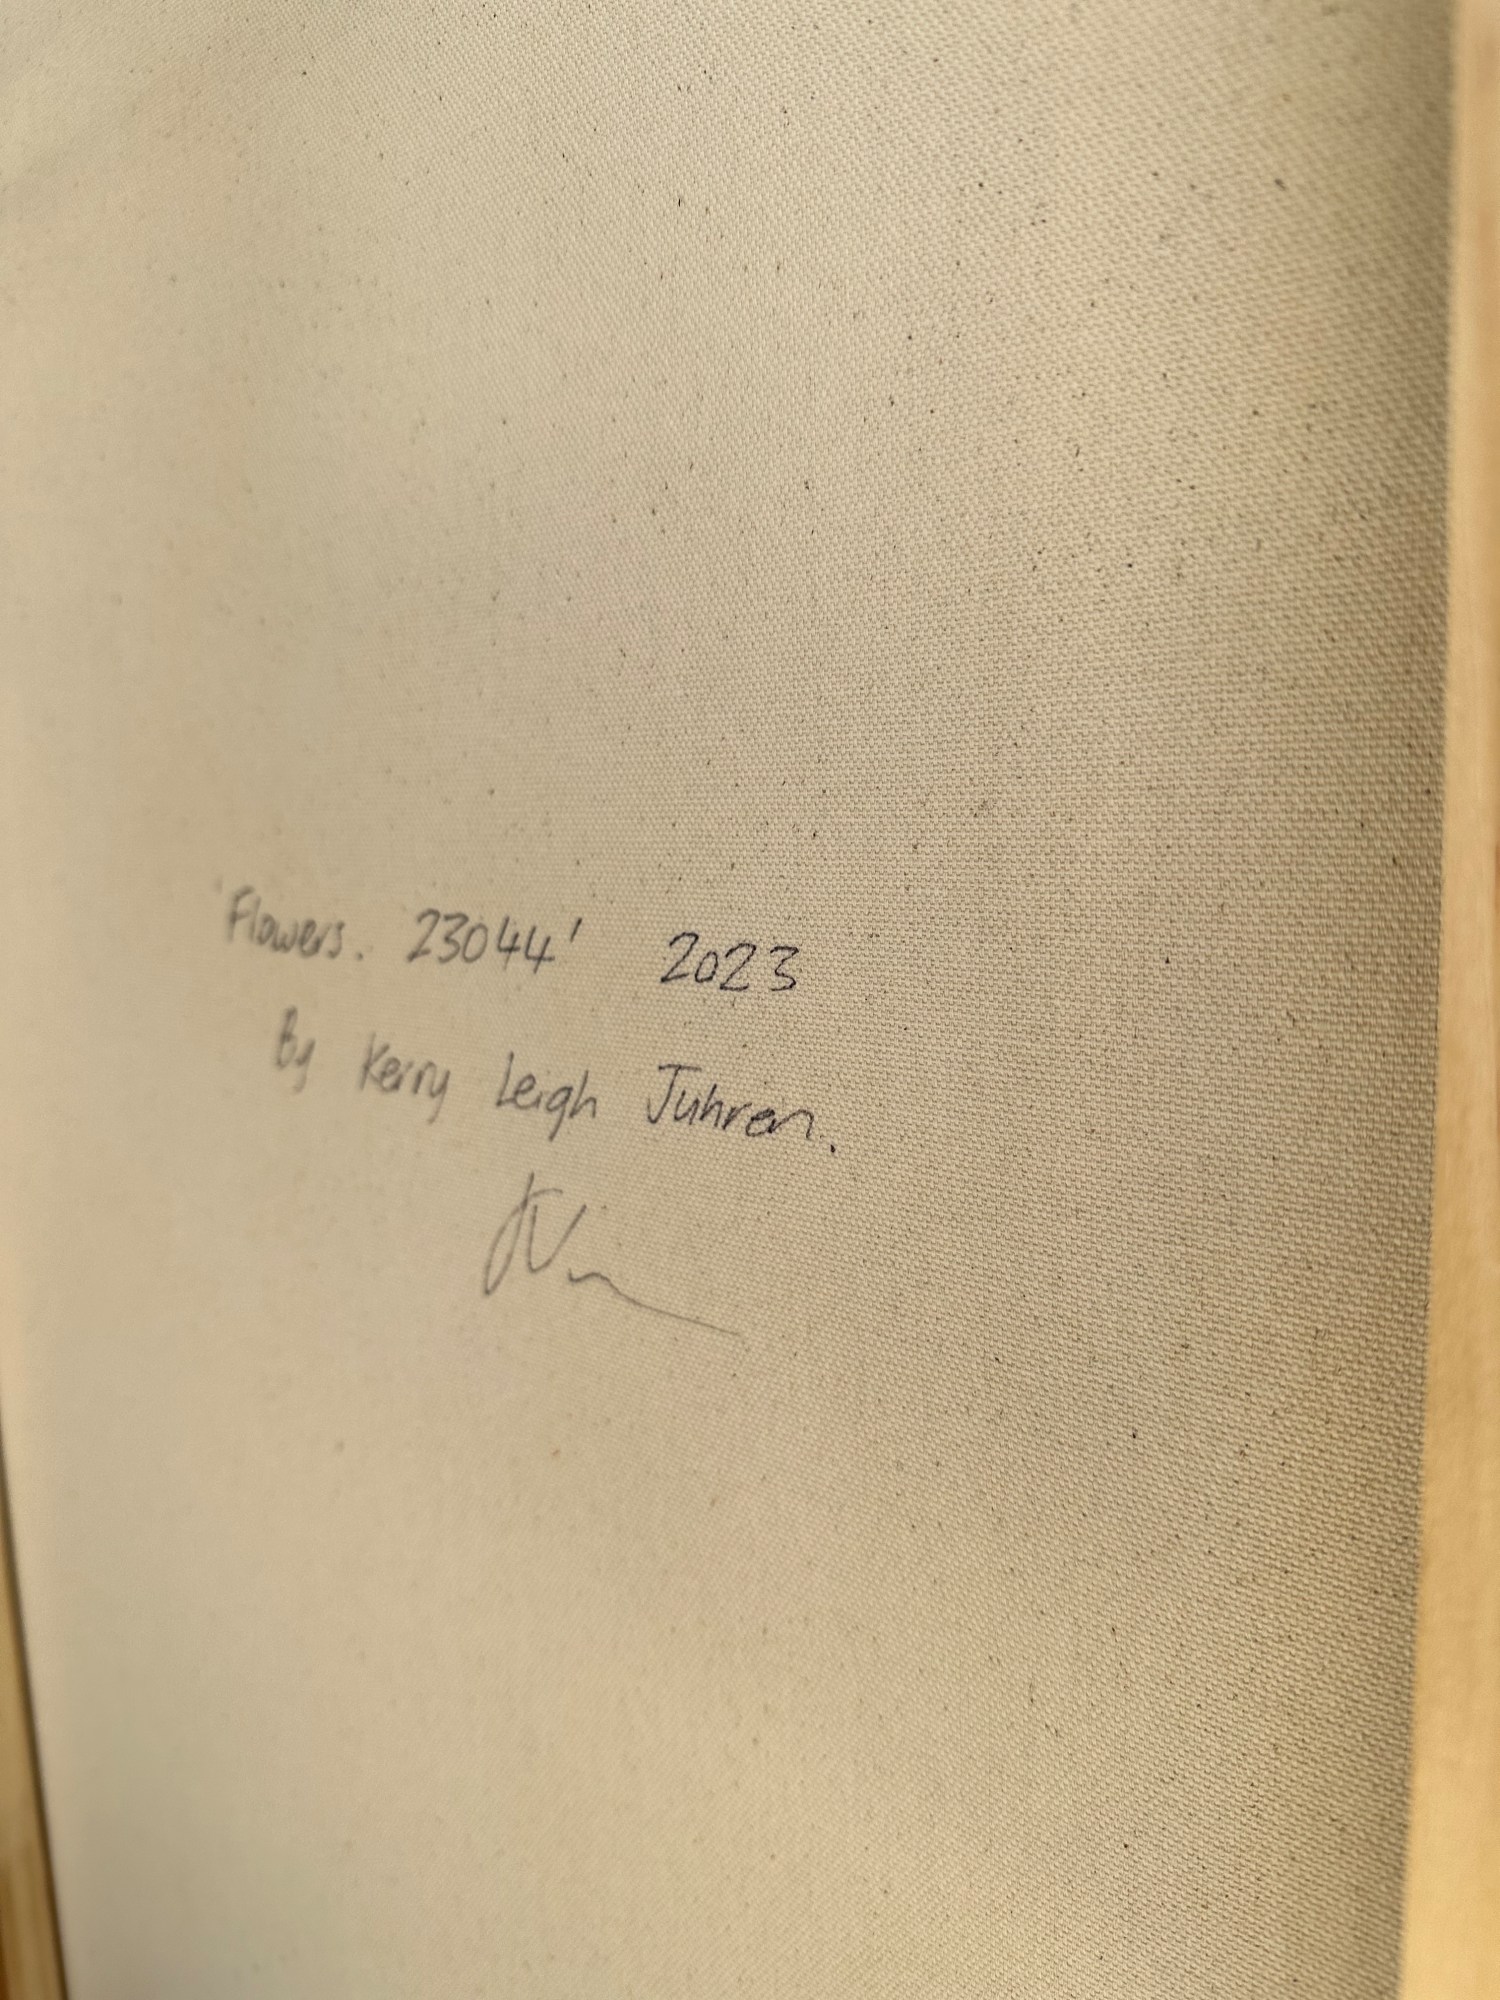 'Flowers. 23044' 2023
By Kerry Leigh Juhren.